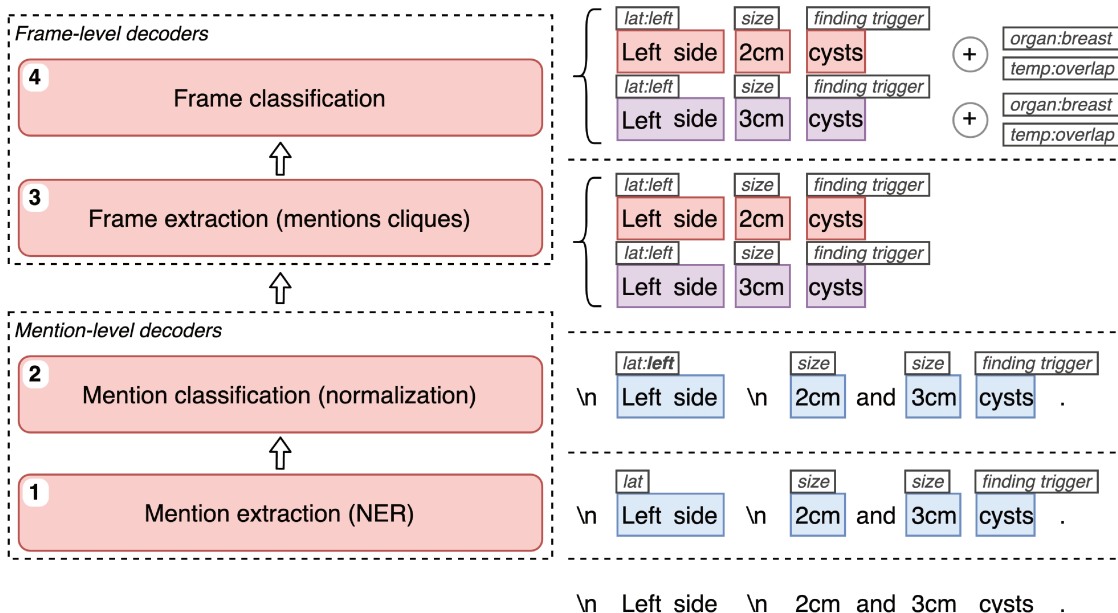 Frame-level decoders
4
Frame classification
3
Frame extraction (mentions cliques)
Mention-level decoders
2
Mention classification (normalization)
1
Mention extraction (NER)
lat:left size finding trigger
Left side 2cm cysts + organ:breast
temp:overlap
lat:left size finding trigger
Left side 3cm cysts + organ:breast
temp:overlap
lat:left size finding trigger
Left side 2cm cysts
lat:left size finding trigger
Left side 3cm cysts
lat:left size size finding trigger
\n Left side \n 2cm and 3cm cysts .
lat size size finding trigger
\n Left side \n 2cm and 3cm cysts .
\n Left side \n 2cm and 3cm cysts .